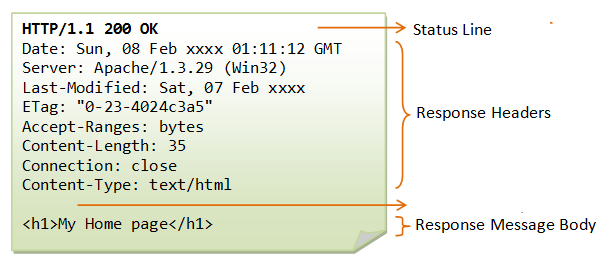 HTTP/1.1 200 OK
Status Line
Date: Sun, 08 Feb xxxx 01:11:12 GMT
Server: Apache/1.3.29 (Win32)
Last-Modified: Sat, 07 Feb xxxx
ETag: "0-23-4024c3a5"
Accept-Ranges: bytes
Content-Length: 35
Connection: close
Content-Type: text/html
Response Headers
<h1>My Home page</h1>
Response Message Body